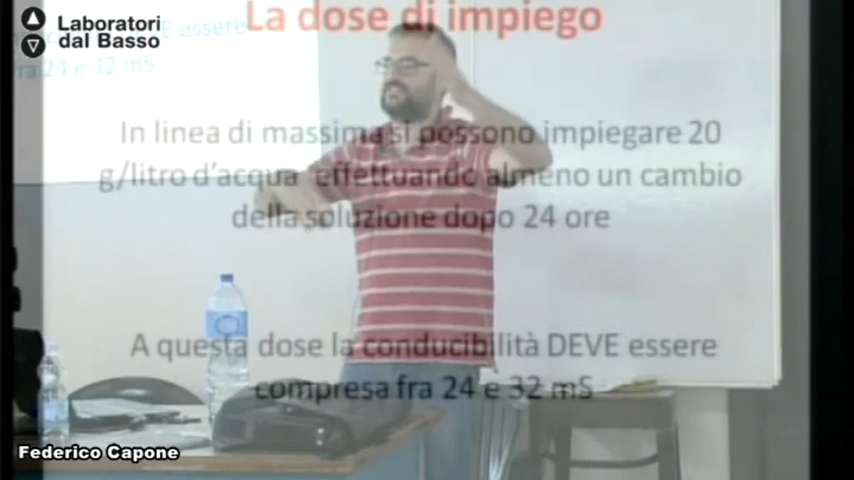 Laboratori
dal Basso
E essere
fra 24 e 32 mS
La dose di impiego
In linea di massima si possono impiegare 20
g/litro d'acqua effettuando almeno un cambio
della soluzione dopo 24 ore
A questa dose la conducibilità DEVE essere
compresa fra 24 e 32 mS
Federico Capone